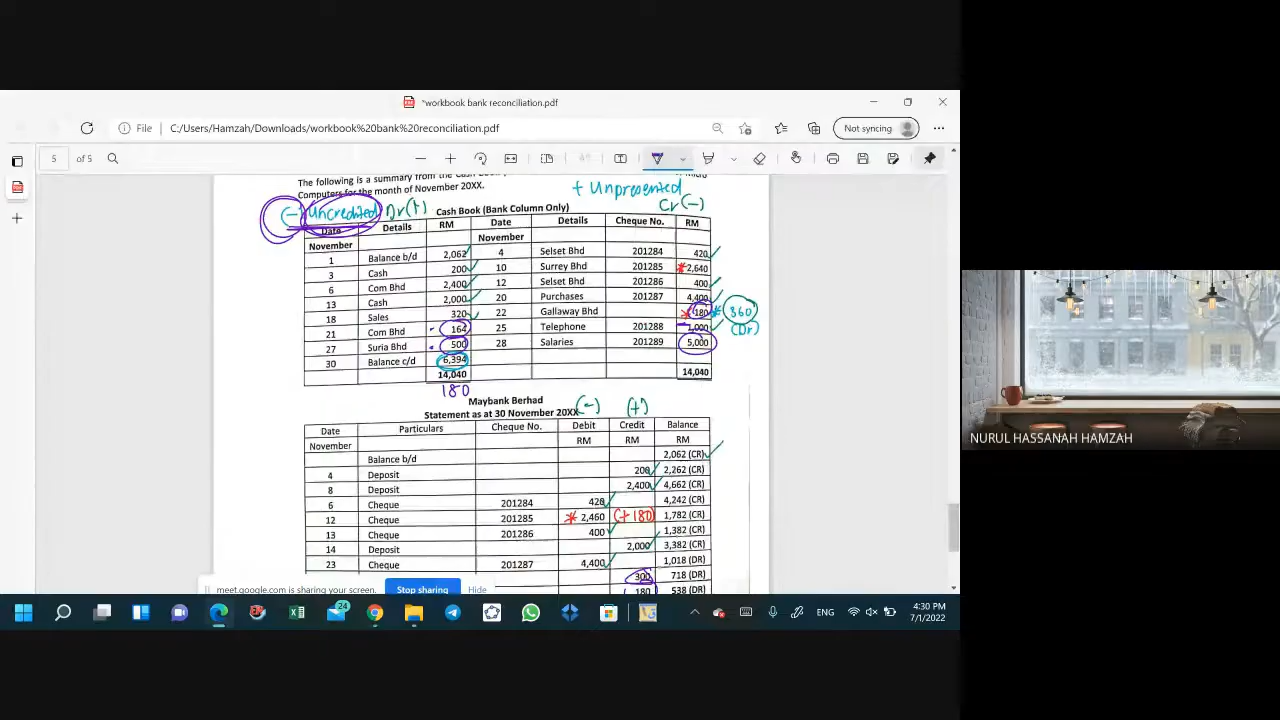 *workbook bank reconciliation.pdf
File C:/Users/Hamzah/Downloads/workbook%20bank%20reconciliation.pdf Not syncing
5 of 5
The following is a summary from the Cash Book
Computers for the month of November 20XX.
+ Unpresented
(-) Uncredited Dr(+) Cash Book (Bank Column Only) Cr(-)
Date Details RM Date Details Cheque No. RM
November November
1 Balance b/d 2,062 4 Selset Bhd 201284 420
3 Cash 200 10 Surrey Bhd 201285 *2,640
6 Com Bhd 2,400 12 Selset Bhd 201286 400
13 Cash 2,000 20 Purchases 201287 4,400
18 Sales 320 22 Gallaway Bhd *180 * 360
21 Com Bhd 164 25 Telephone 201288 1,000 (Dr)
27 Suria Bhd 500 28 Salaries 201289 5,000
30 Balance c/d 6,394
14,040 14,040
180
Maybank Berhad
Statement as at 30 November 20XX (-) (+)
Date Particulars Cheque No. Debit Credit Balance
November RM RM RM
Balance b/d 2,062 (CR)
4 Deposit 200 2,262 (CR)
8 Deposit 2,400 4,662 (CR)
6 Cheque 201284 420 4,242 (CR)
12 Cheque 201285 *2,460 (+180) 1,782 (CR)
13 Cheque 201286 400 1,382 (CR)
14 Deposit 2,000 3,382 (CR)
23 Cheque 201287 4,400 1,018 (DR)
300 718 (DR)
180 538 (DR)
meet.google.com is sharing your screen. Stop sharing Hide
24
ENG
4:30 PM
7/1/2022
NURUL HASSANAH HAMZAH